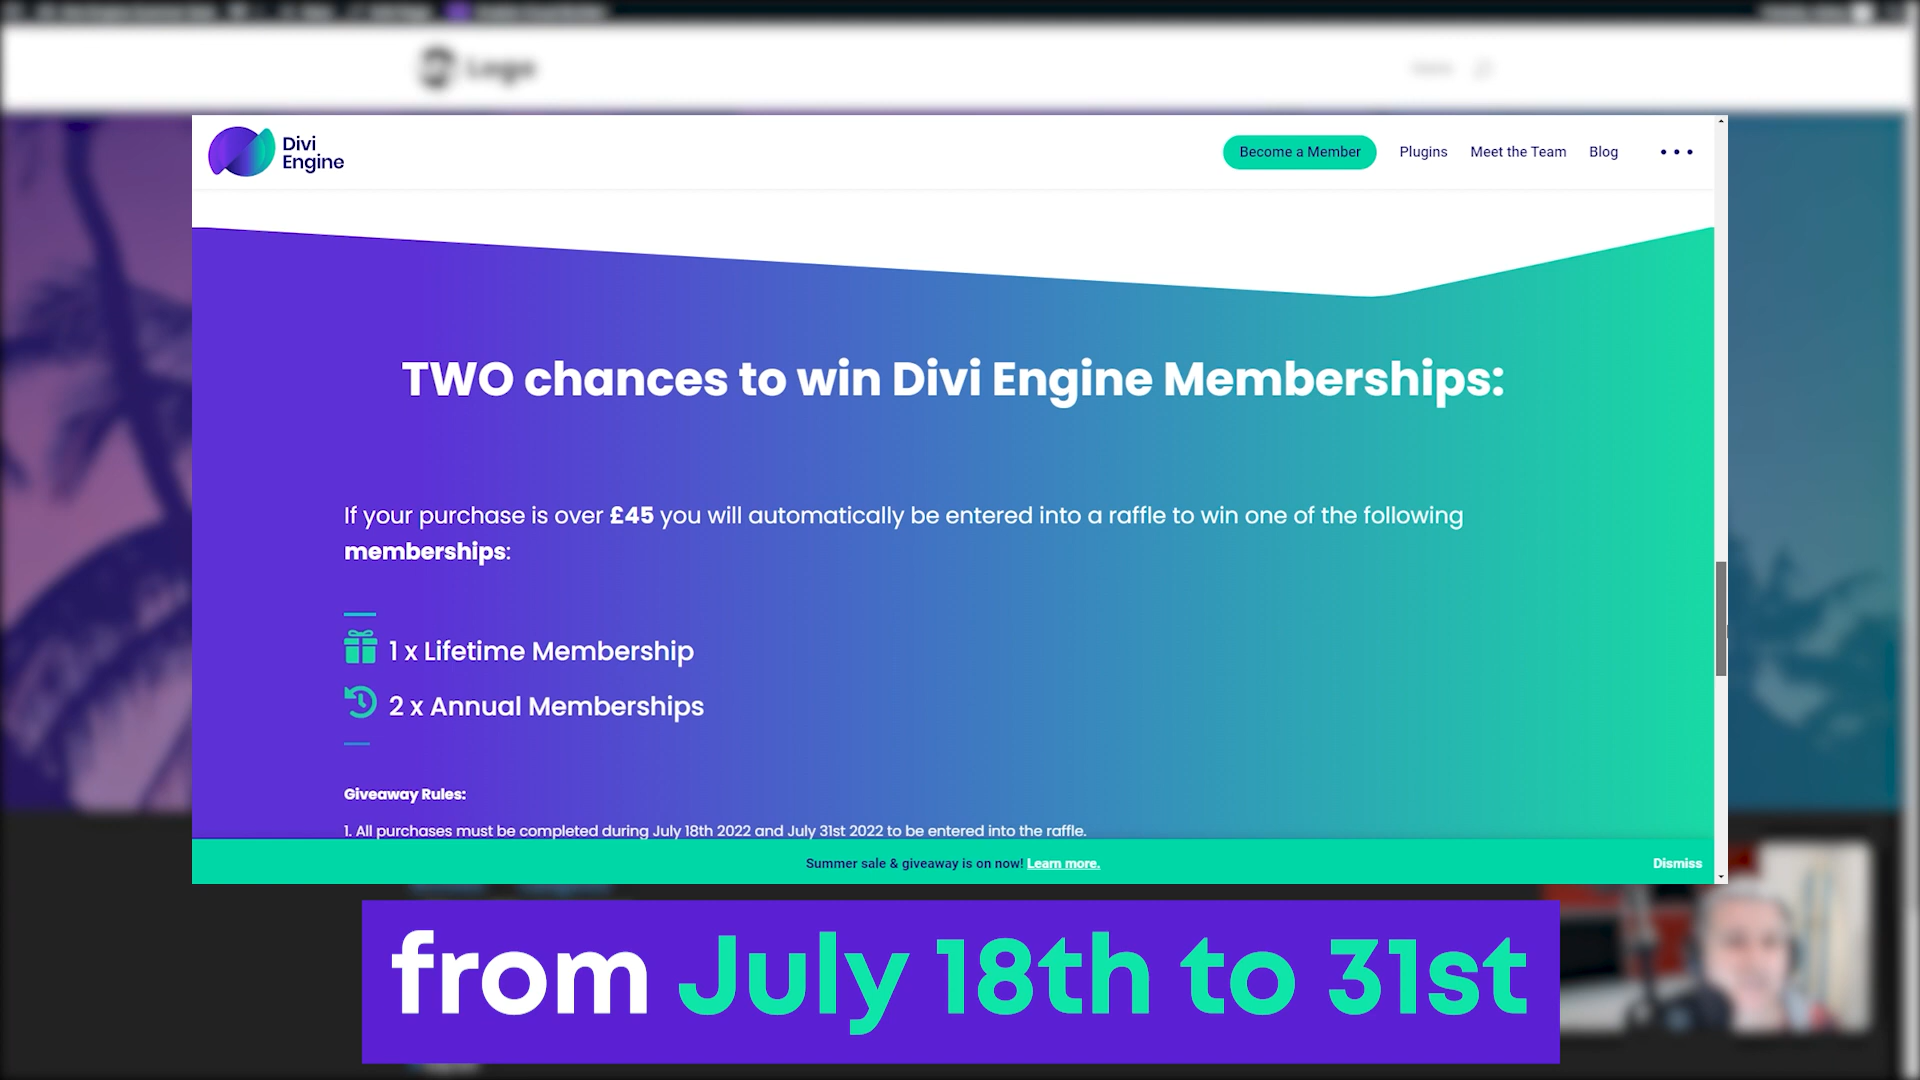 Logo
Home
Divi
Engine
Become a Member
Plugins
Meet the Team
Blog
TWO chances to win Divi Engine Memberships:
If your purchase is over £45 you will automatically be entered into a raffle to win one of the following
memberships:
1 x Lifetime Membership
2 x Annual Memberships
Giveaway Rules:
1. All purchases must be completed during July 18th 2022 and July 31st 2022 to be entered into the raffle.
Summer sale & giveaway is on now! Learn more.
Dismiss
from July 18th to 31st